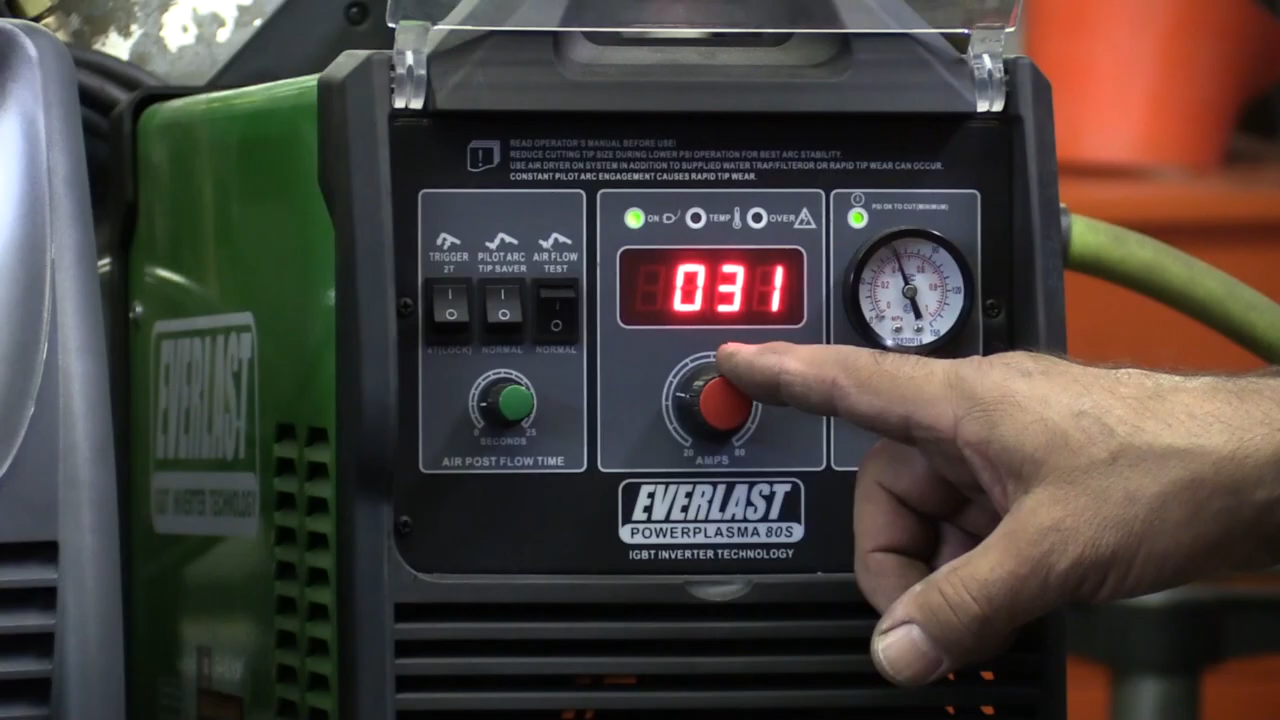 READ OPERATOR'S MANUAL BEFORE USE!
REDUCE CUTTING TIP SIZE DURING LOWER PSI OPERATION FOR BEST ARC STABILITY.
USE AIR DRYER ON SYSTEM IN ADDITION TO SUPPLIED WATER TRAP/FILTEROR OR RAPID TIP WEAR CAN OCCUR.
CONSTANT PILOT ARC ENGAGEMENT CAUSES RAPID TIP WEAR.
TRIGGER
2T
PILOT ARC
TIP SAVER
AIR FLOW
TEST
4T(LOCK)
NORMAL
NORMAL
0
25
SECONDS
AIR POST FLOW TIME
ON
TEMP
OVER
031
20
80
AMPS
PSI OK TO CUT(MINIMUM)
120
150
MPa
EVERLAST
POWERPLASMA 80S
IGBT INVERTER TECHNOLOGY
EVERLAST
IGBT INVERTER TECHNOLOGY